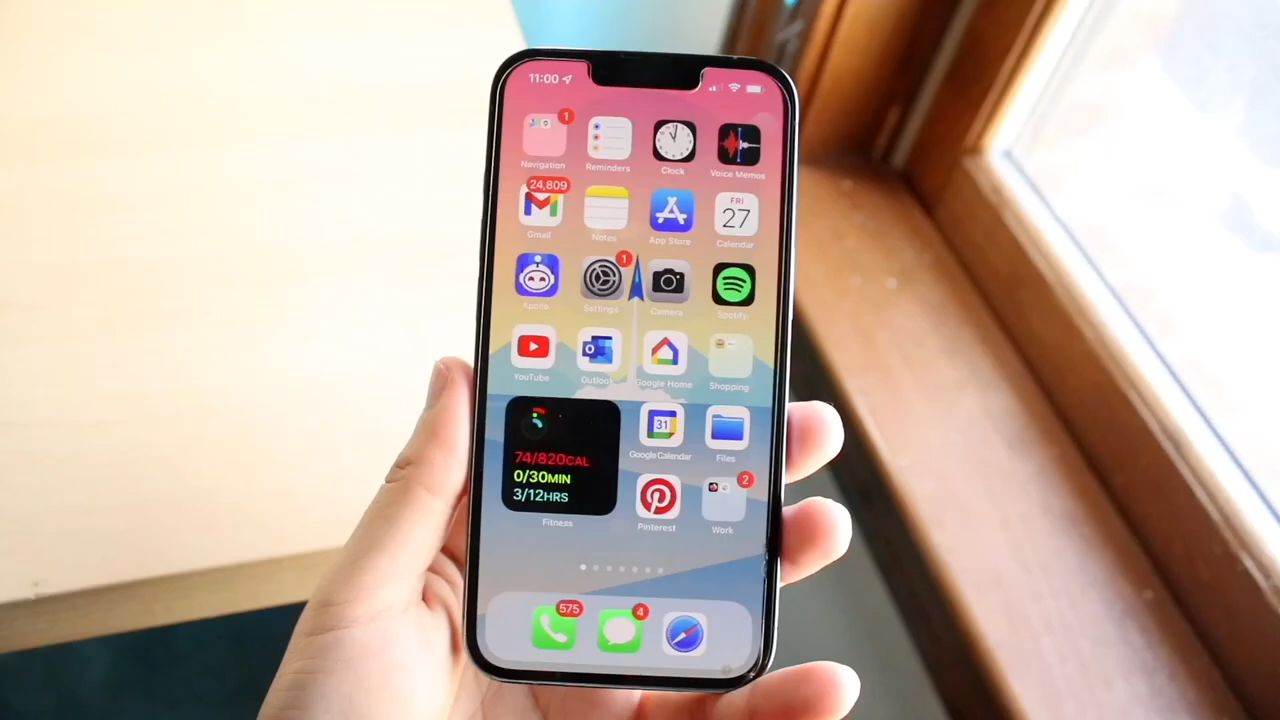 11:00
1
Navigation
Reminders
Clock
Voice Memos
24,809
Gmail
Notes
App Store
FRI
27
Calendar
Apollo
1
Settings
Camera
Spotify
YouTube
Outlook
Google Home
Shopping
74/820CAL
0/30MIN
3/12HRS
Fitness
31
Google Calendar
Files
Pinterest
2
Work
575
4